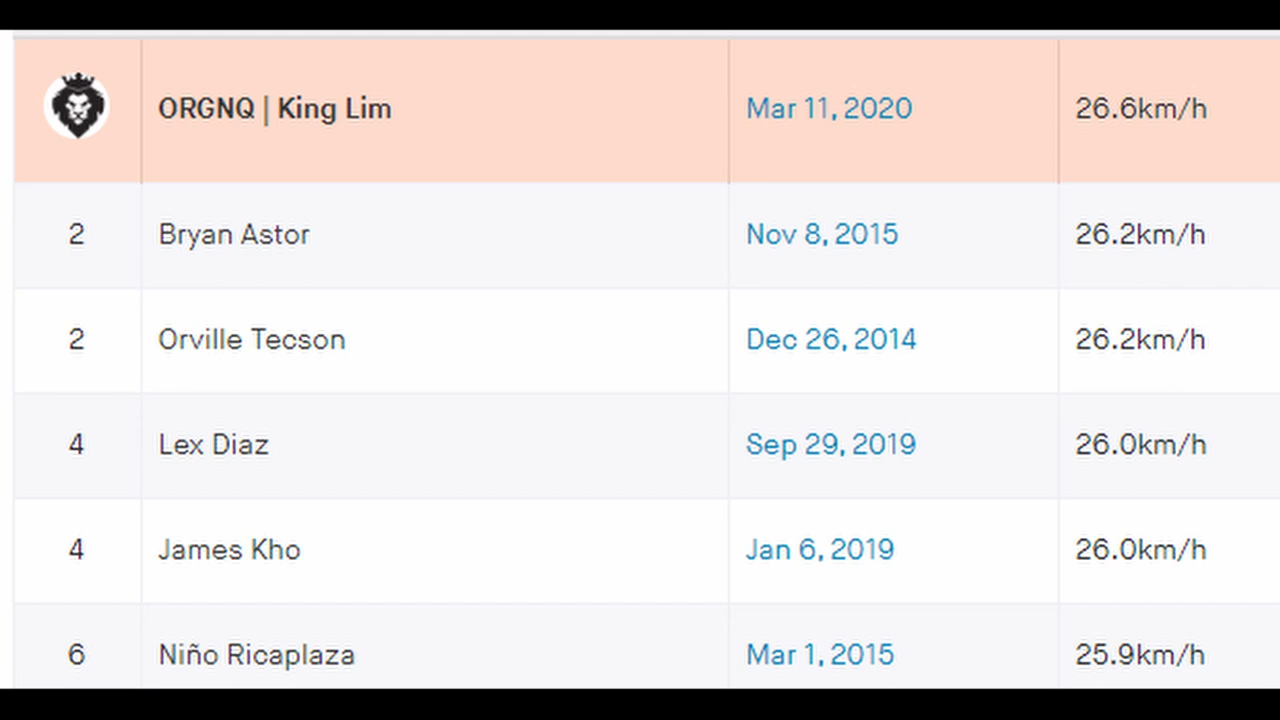 ORGNQ | King Lim Mar 11, 2020 26.6km/h
2 Bryan Astor Nov 8, 2015 26.2km/h
2 Orville Tecson Dec 26, 2014 26.2km/h
4 Lex Diaz Sep 29, 2019 26.0km/h
4 James Kho Jan 6, 2019 26.0km/h
6 Niño Ricaplaza Mar 1, 2015 25.9km/h